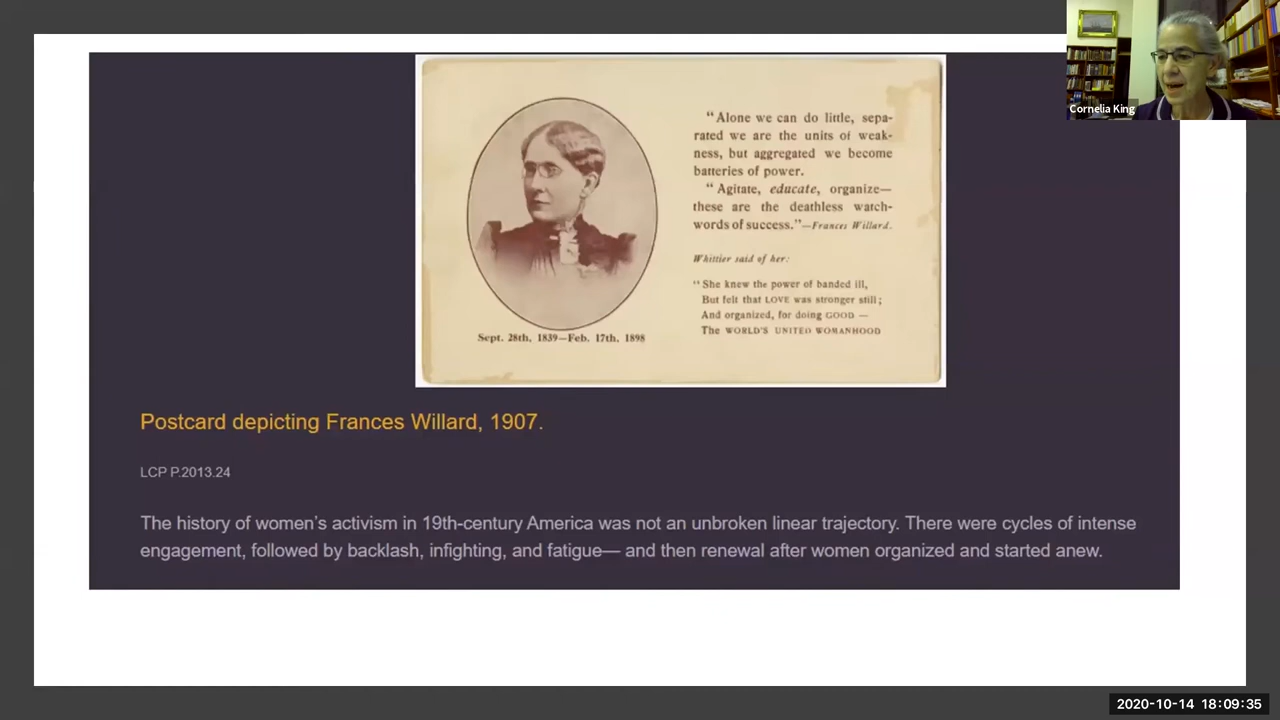 “Alone we can do little, sepa-
rated we are the units of weak-
ness, but aggregated we become
batteries of power.
“Agitate, educate, organize—
these are the deathless watch-
words of success.”—Frances Willard.
Whittier said of her:
“She knew the power of banded ill,
But felt that LOVE was stronger still;
And organized, for doing GOOD —
The WORLD'S UNITED WOMANHOOD
Sept. 28th, 1839—Feb. 17th, 1898
Postcard depicting Frances Willard, 1907.
LCP P.2013.24
The history of women’s activism in 19th-century America was not an unbroken linear trajectory. There were cycles of intense
engagement, followed by backlash, infighting, and fatigue— and then renewal after women organized and started anew.
Cornelia King
2020-10-14 18:09:35